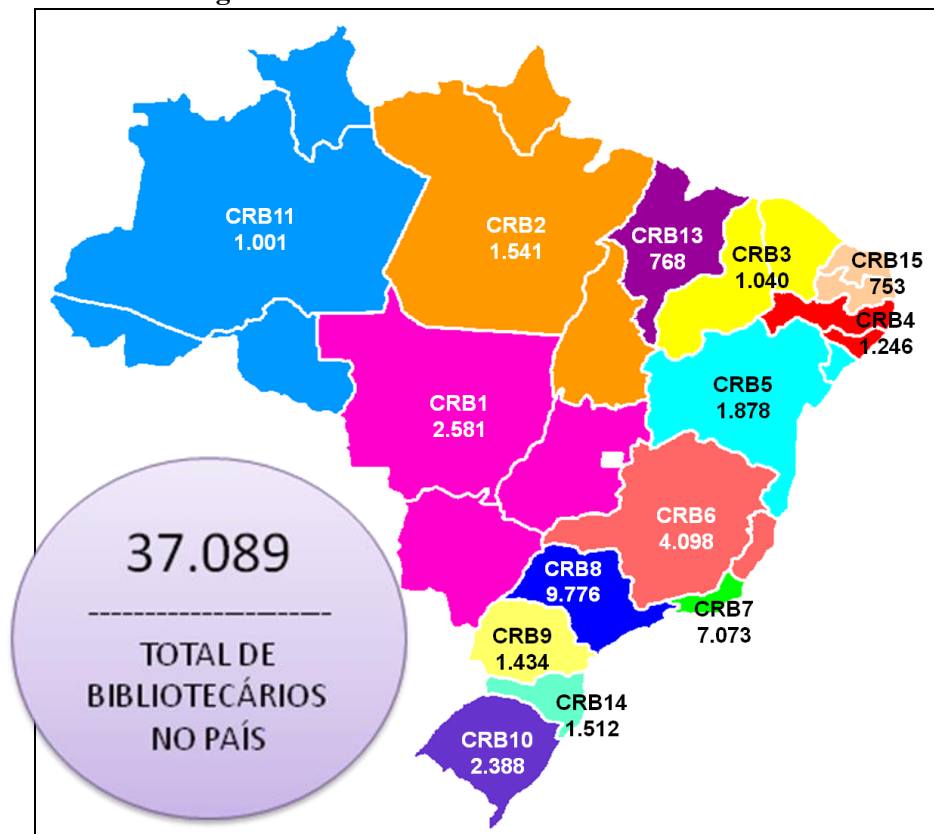 CRB11
1.001
CRB2
1.541
CRB13
768
CRB3
1.040
CRB15
753
CRB4
1.246
CRB5
1.878
CRB1
2.581
CRB6
4.098
CRB8
9.776
CRB7
7.073
CRB9
1.434
CRB14
1.512
CRB10
2.388
37.089
TOTAL DE
BIBLIOTECÁRIOS
NO PAÍS